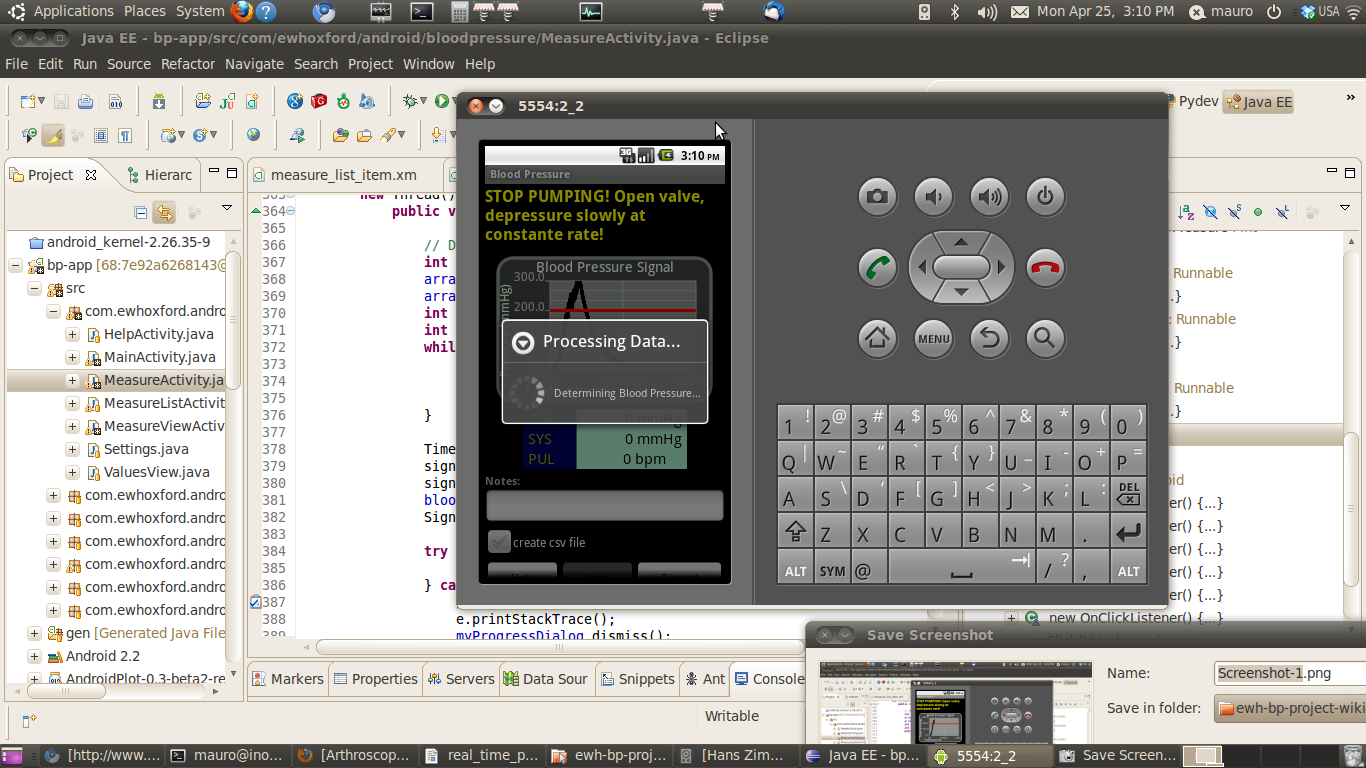 Applications Places System
USA
Mon Apr 25, 3:10 PM
mauro
Java EE - bp-app/src/com/ewhoxford/android/bloodpressure/MeasureActivity.java - Eclipse
File Edit Run Source Refactor Navigate Search Project Window Help
Pydev
Java EE
Project
Hierarc
measure_list_item.xm
android_kernel-2.26.35-9
bp-app [68:7e92a6268143@
src
com.ewhoxford.andro
HelpActivity.java
MainActivity.java
MeasureActivity.ja
MeasureListActivit
MeasureViewActivit
Settings.java
ValuesView.java
com.ewhoxford.andro
com.ewhoxford.andro
com.ewhoxford.andro
com.ewhoxford.andro
com.ewhoxford.andro
com.ewhoxford.andro
gen [Generated Java File
Android 2.2
AndroidPlot-0.3-beta2-re
new Thread()
364 public v
365
366 // D
367 int
368 array
369 array
370 int
371 int
372 whil
373
374
375
376 }
377
378 Time
379 sign
380 sign
381 bloo
382 Sign
383
384 try
385
386 } ca
387
388 e.printStackTrace();
389 myProgressDialog.dismiss();
5554:2_2
3G
3:10 PM
Blood Pressure
STOP PUMPING! Open valve,
depressure slowly at
constante rate!
Blood Pressure Signal
300.0
200.0
Processing Data...
Determining Blood Pressure...
0 mmHg
SYS 0 mmHg
PUL 0 bpm
Notes:
create csv file
MENU
1 ! 2 @ 3 # 4 $ 5 % 6 ^ 7 & 8 * 9 ( 0 )
Q | W ~ E “ R ` T { Y } U _ I - O + P =
A S \ D ‘ F [ G ] H < J > K ; L : DEL
Z X C V B N M .
ALT SYM @ / ? , ALT
Runnable
: Runnable
Runnable
er() {...}
er() {...}
er() {...}
er() {...}
er() {...}
new OnClickListener() {...}
Markers
Properties
Servers
Data Sour
Snippets
Ant
Console
Writable
Save Screenshot
Name: Screenshot-1.png
Save in folder: ewh-bp-project-wiki
[http://www....
mauro@ino...
[Arthroscop...
real_time_p...
ewh-bp-proj...
[Hans Zim...
Java EE - bp...
5554:2_2
Save Screen...